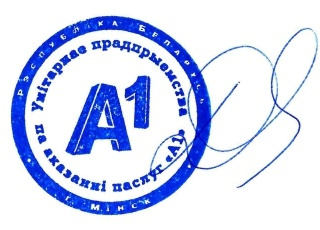 РЭСПУБЛІКА БЕЛАРУСЬ
Унітарнае прадпрыемства
па аказанні паслуг «А1»
A1
г. МІНСК